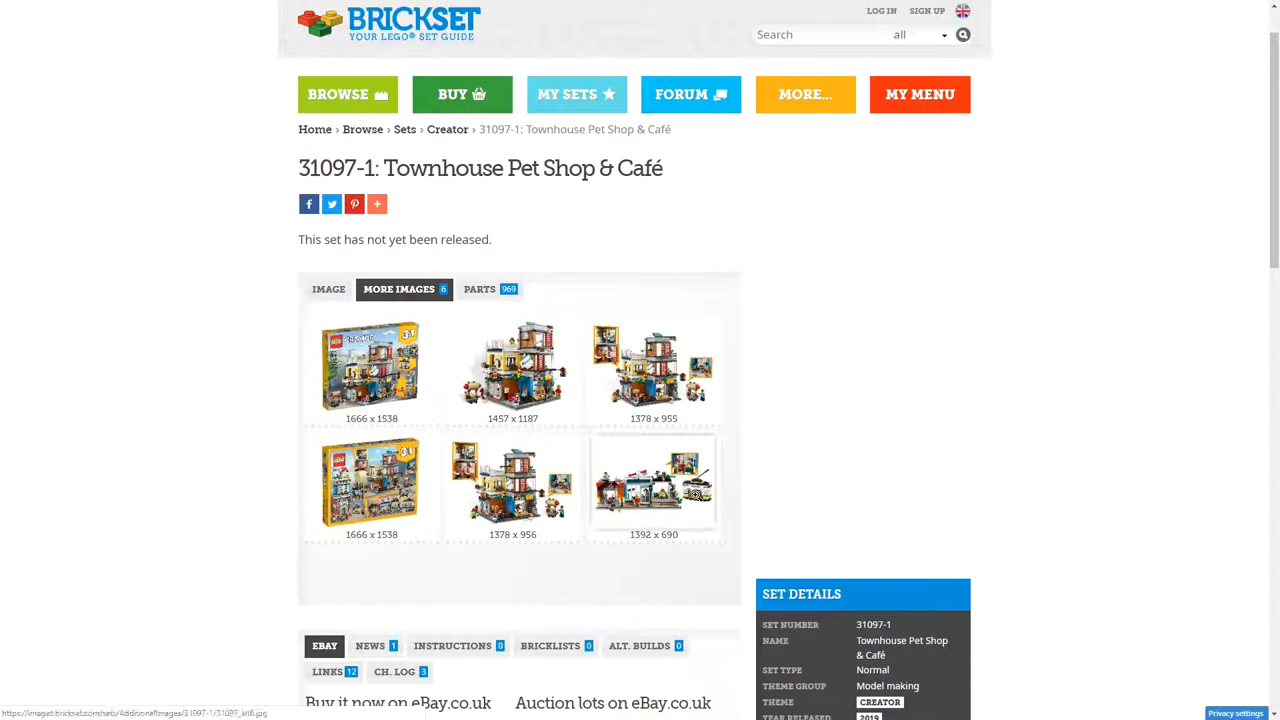 BRICKSET
YOUR LEGO® SET GUIDE
LOG IN SIGN UP
Search all
BROWSE BUY MY SETS FORUM MORE... MY MENU
Home › Browse › Sets › Creator › 31097-1: Townhouse Pet Shop & Café
31097-1: Townhouse Pet Shop & Café
This set has not yet been released.
IMAGE MORE IMAGES 6 PARTS 969
1666 x 1538 1457 x 1187 1378 x 955
1666 x 1538 1378 x 956 1392 x 690
SET DETAILS
SET NUMBER 31097-1
NAME Townhouse Pet Shop
& Café
SET TYPE Normal
THEME GROUP Model making
THEME CREATOR
YEAR RELEASED 2019
EBAY NEWS 1 INSTRUCTIONS 0 BRICKLISTS 0 ALT. BUILDS 0
LINKS 12 CH. LOG 3
Buy it now on eBay.co.uk Auction lots on eBay.co.uk
Privacy settings